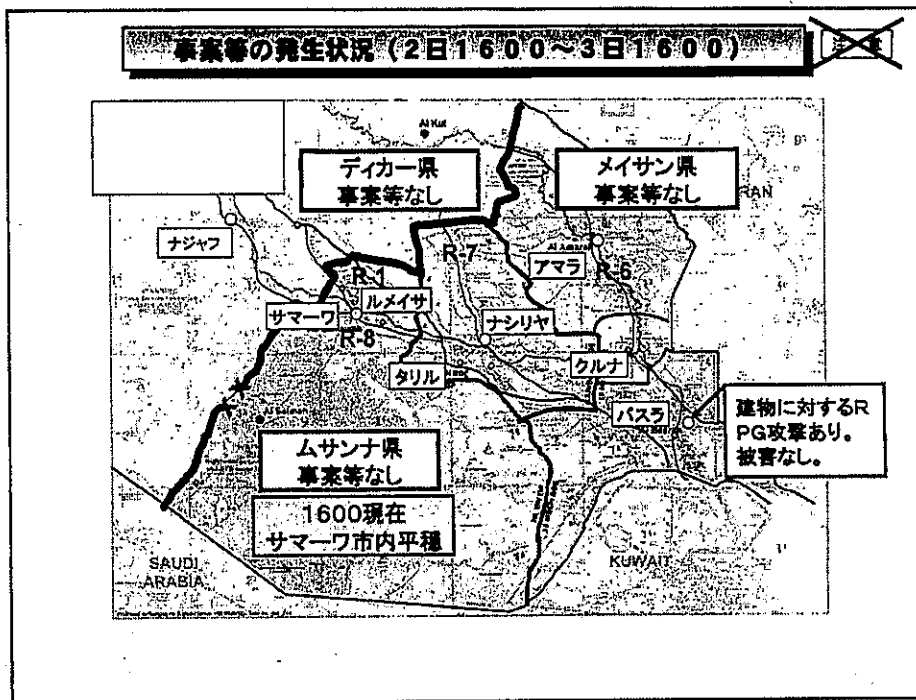 事案等の発生状況（2日1600～3日1600）
Al Kut
ディカー県
事案等なし
メイサン県
事案等なし
RAN
ナジャフ
R-7
アマラ
R-6
R-1
ルメイサ
サマーワ
R-8
ナシリヤ
クルナ
タリル
バスラ
建物に対するR
PG攻撃あり。
被害なし。
ムサンナ県
事案等なし
1600現在
サマーワ市内平穏
SAUDI
ARABIA
KUWAIT